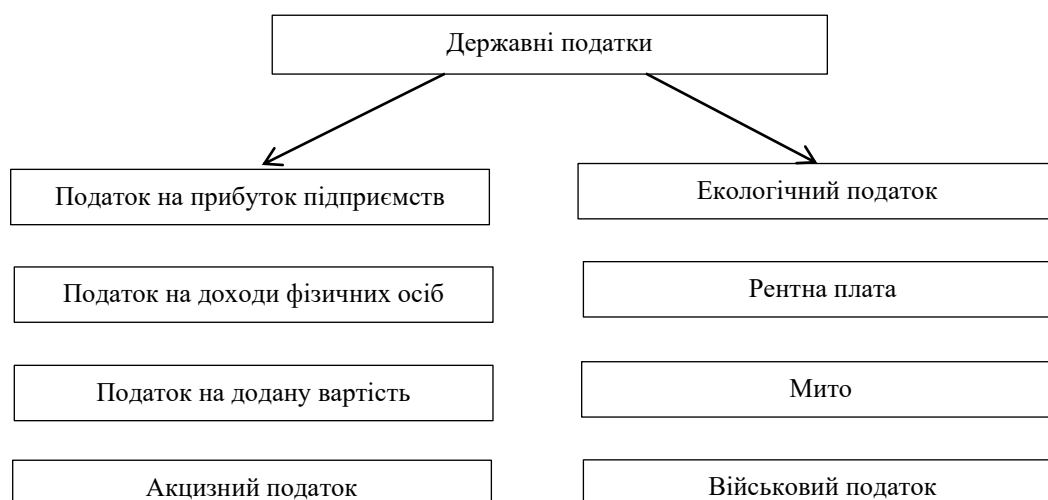 Державні податки
Податок на прибуток підприємств
Екологічний податок
Податок на доходи фізичних осіб
Рентна плата
Податок на додану вартість
Мито
Акцизний податок
Військовий податок